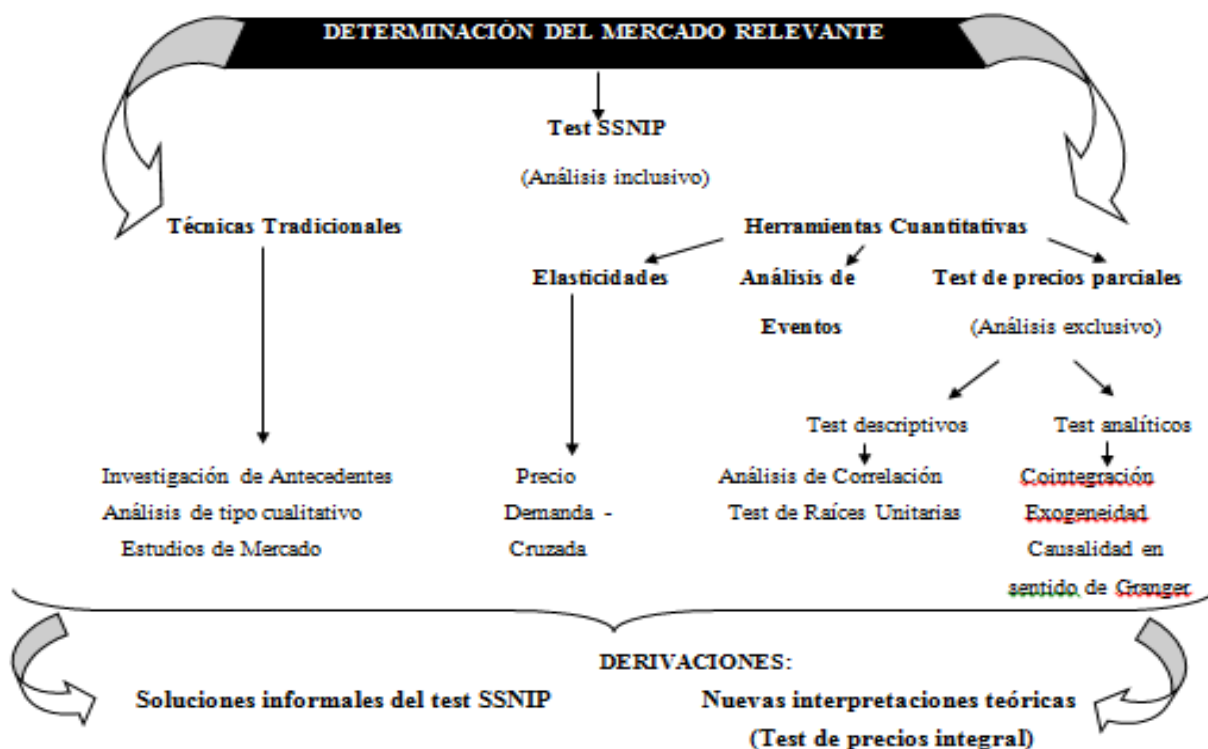 DETERMINACIÓN DEL MERCADO RELEVANTE
Test SSNIP
(Análisis inclusivo)
Técnicas Tradicionales
Herramientas Cuantitativas
Elasticidades
Análisis de
Eventos
Test de precios parciales
(Análisis exclusivo)
Test descriptivos
Test analíticos
Investigación de Antecedentes
Análisis de tipo cualitativo
Estudios de Mercado
Precio
Demanda -
Cruzada
Análisis de Correlación
Test de Raíces Unitarias
Cointegración
Exogeneidad
Causalidad en
sentido de Granger
DERIVACIONES:
Soluciones informales del test SSNIP
Nuevas interpretaciones teóricas
(Test de precios integral)